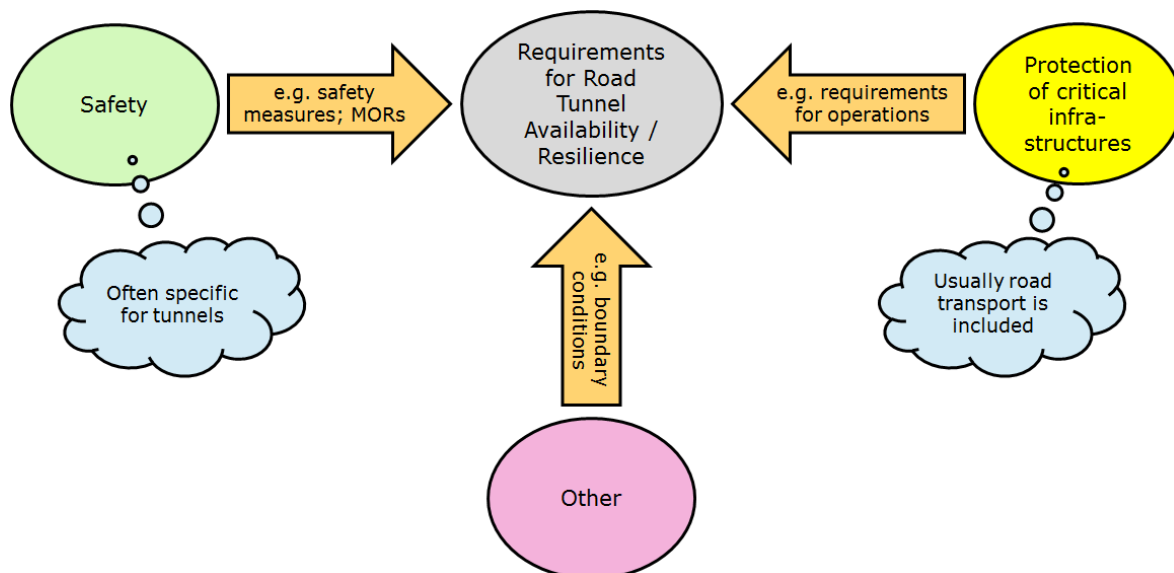 Safety
e.g. safety
measures; MORs
Requirements
for Road
Tunnel
Availability /
Resilience
e.g. requirements
for operations
Protection
of critical
infra-
structures
Often specific
for tunnels
e.g. boundary
conditions
Usually road
transport is
included
Other